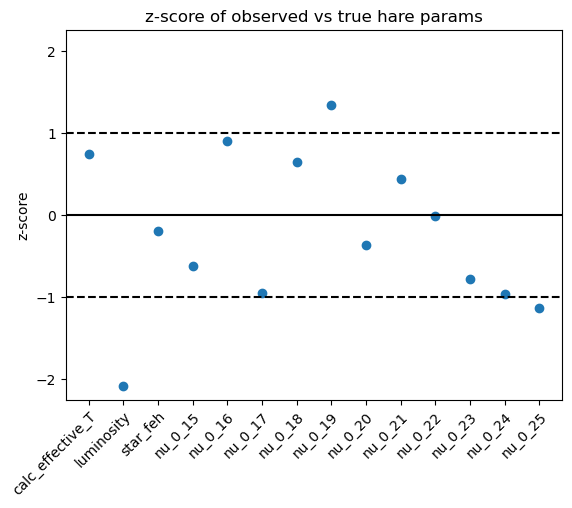 z-score of observed vs true hare params
z-score
2
1
0
−1
−2
calc_effective_T
luminosity
star_feh
nu_0_15
nu_0_16
nu_0_17
nu_0_18
nu_0_19
nu_0_20
nu_0_21
nu_0_22
nu_0_23
nu_0_24
nu_0_25